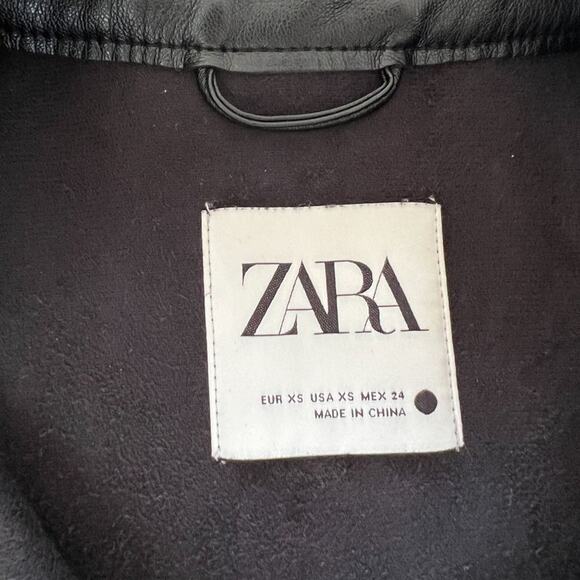 ZARA
EUR XS USA XS MEX 24
MADE IN CHINA